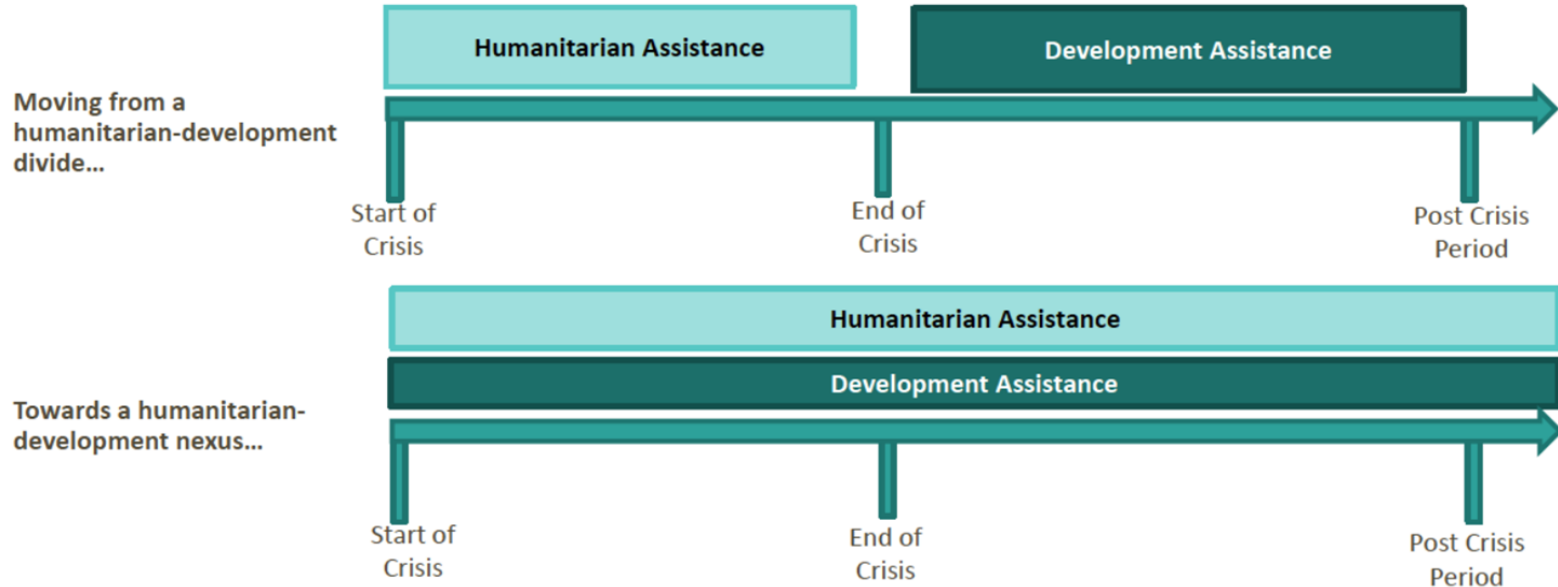 Humanitarian Assistance
Development Assistance
Moving from a
humanitarian-development
divide...
Start of
Crisis
End of
Crisis
Post Crisis
Period
Humanitarian Assistance
Development Assistance
Towards a humanitarian-
development nexus...
Start of
Crisis
End of
Crisis
Post Crisis
Period